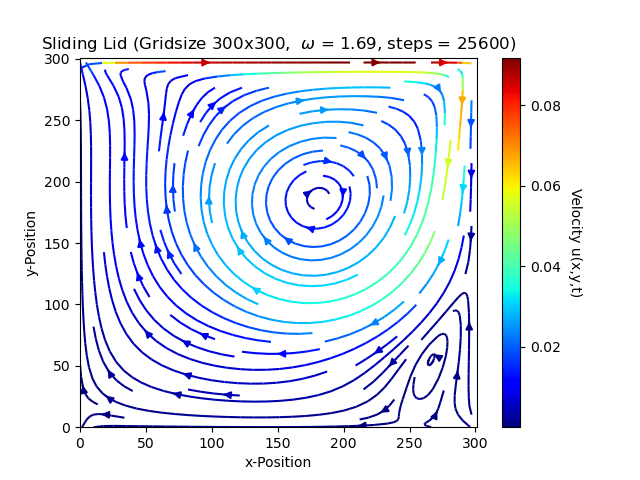 Sliding Lid (Gridsize 300x300, ω = 1.69, steps = 25600)
300
250
200
150
100
50
0
y-Position
0 50 100 150 200 250 300
x-Position
0.08
0.06
0.04
0.02
Velocity u(x,y,t)